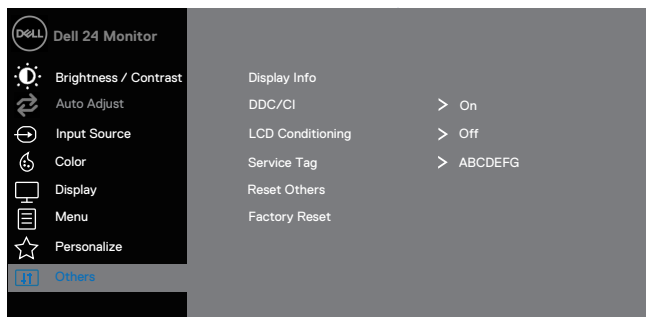 DELL Dell 24 Monitor
Brightness / Contrast Display Info
Auto Adjust DDC/CI > On
Input Source LCD Conditioning > Off
Color Service Tag > ABCDEFG
Display Reset Others
Menu Factory Reset
Personalize
Others